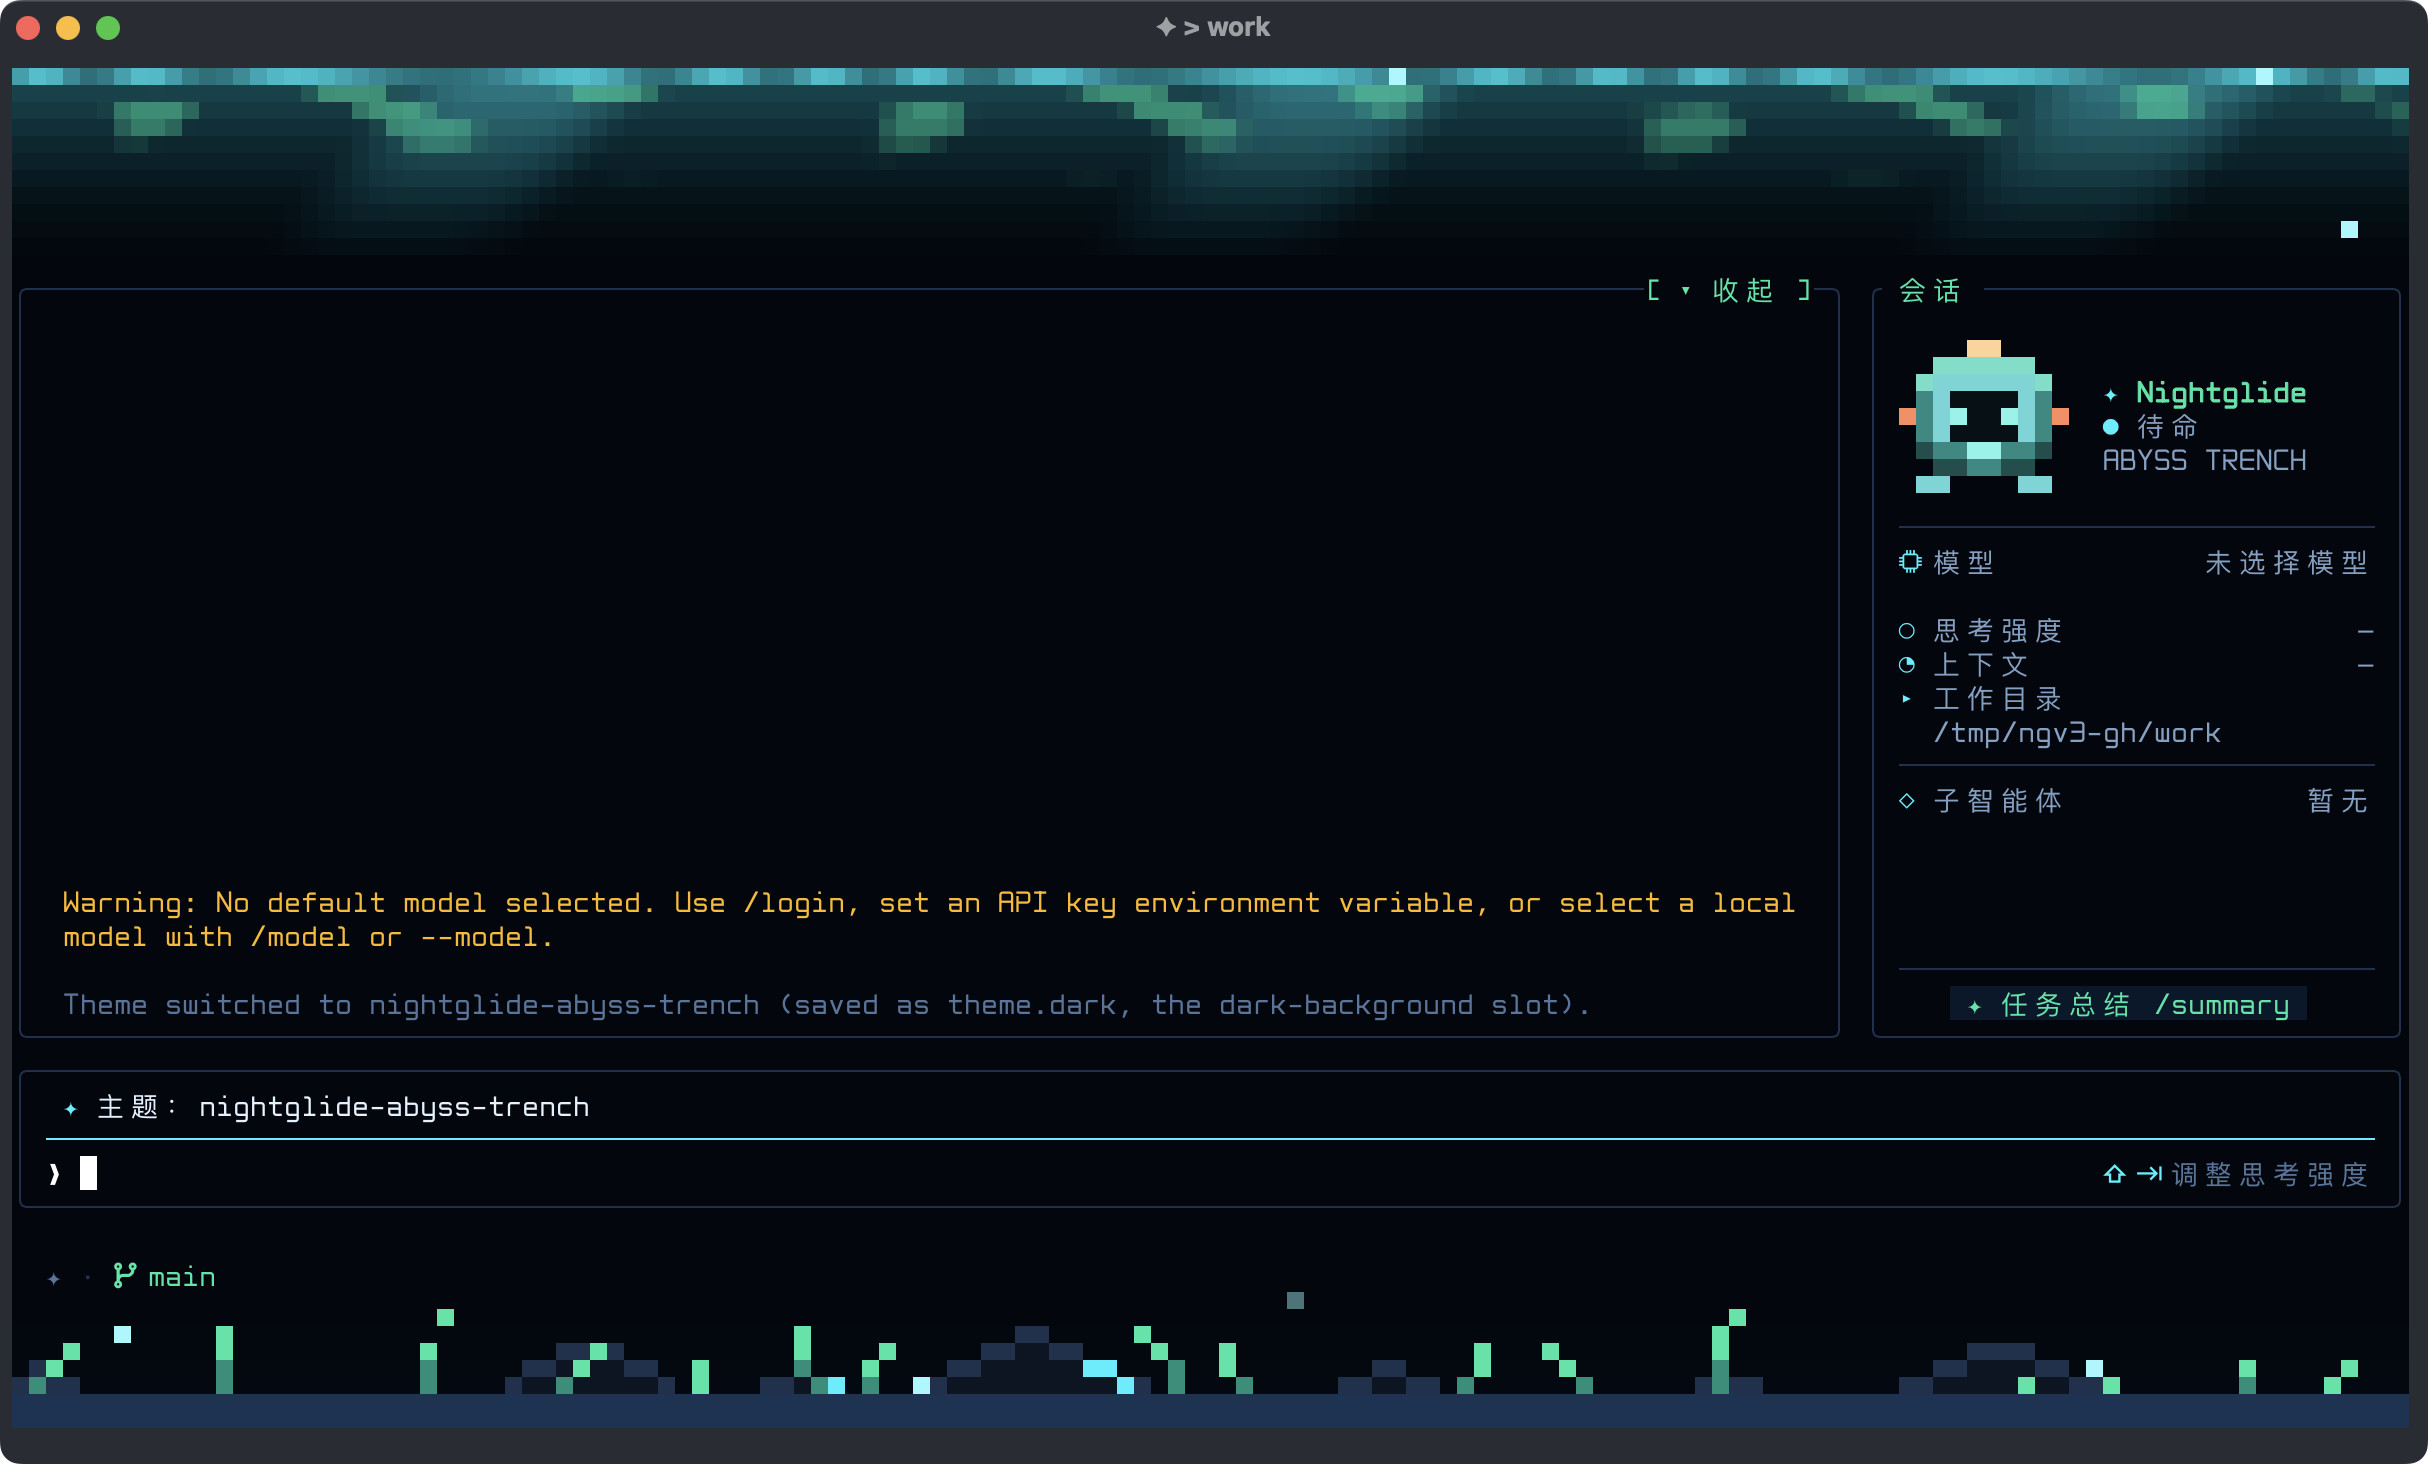 ✦ > work
[ ▾ 收起 ]
会话
✦ Nightglide
● 待命
ABYSS TRENCH
模型 未选择模型
○ 思考强度 —
◔ 上下文 —
▸ 工作目录
/tmp/ngv3-gh/work
◇ 子智能体 暂无
Warning: No default model selected. Use /login, set an API key environment variable, or select a local
model with /model or --model.
Theme switched to nightglide-abyss-trench (saved as theme.dark, the dark-background slot).
✦ 任务总结 /summary
✦ 主题: nightglide-abyss-trench
❯
⇧ ⇥ 调整思考强度
✦ · main